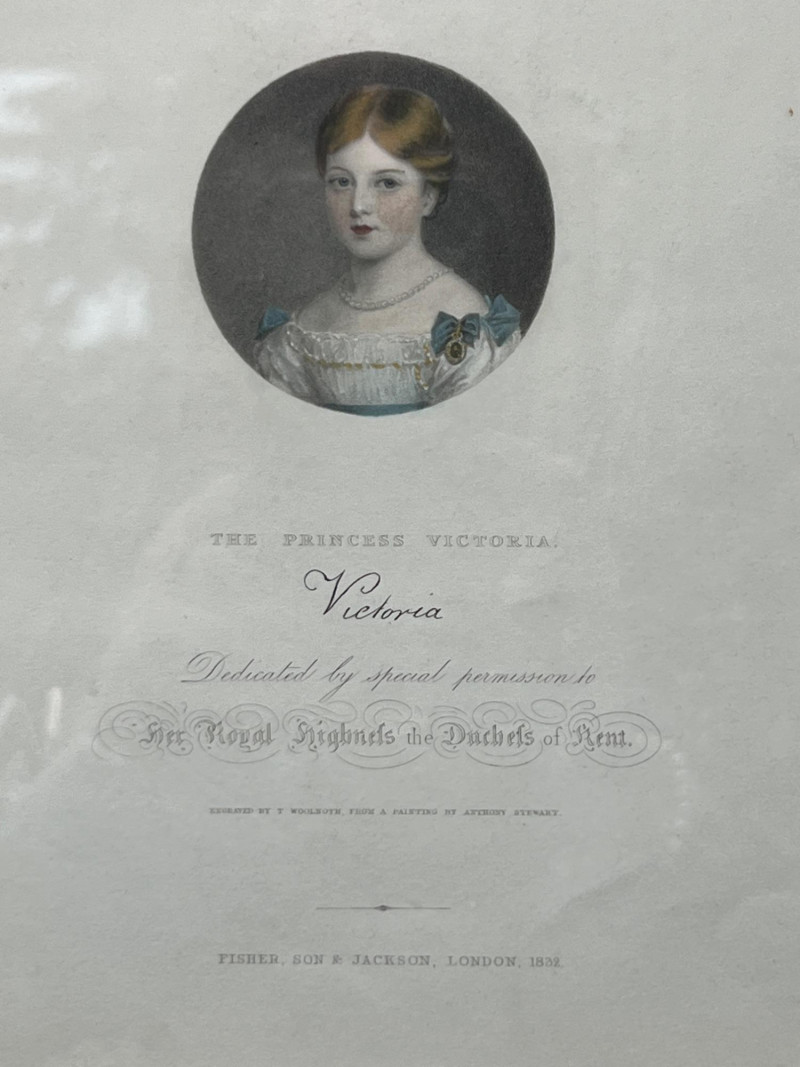 THE PRINCESS VICTORIA.
Victoria
Dedicated by special permission to
Her Royal Highneſs the Ducheſs of Kent.
ENGRAVED BY T WOOLNOTH, FROM A PAINTING BY ANTHONY STEWART.
FISHER, SON & JACKSON, LONDON, 1832.